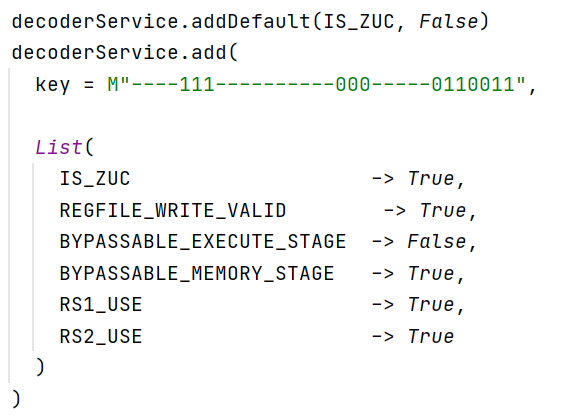 decoderService.addDefault(IS_ZUC, False)
decoderService.add(
  key = M"----111----------000-----0110011",

  List(
    IS_ZUC                    -> True,
    REGFILE_WRITE_VALID        -> True,
    BYPASSABLE_EXECUTE_STAGE  -> False,
    BYPASSABLE_MEMORY_STAGE   -> True,
    RS1_USE                   -> True,
    RS2_USE                   -> True
  )
)